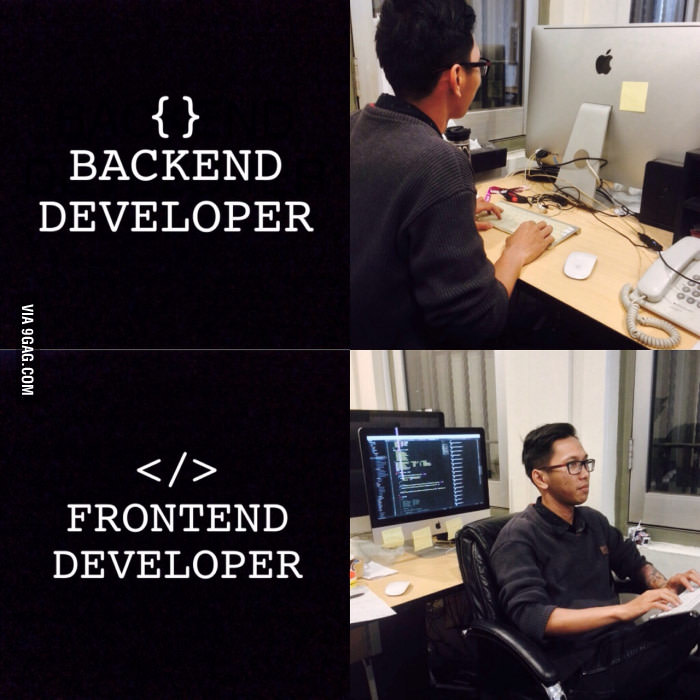 {}
BACKEND
DEVELOPER
VIA 9GAG.COM
</>
FRONTEND
DEVELOPER